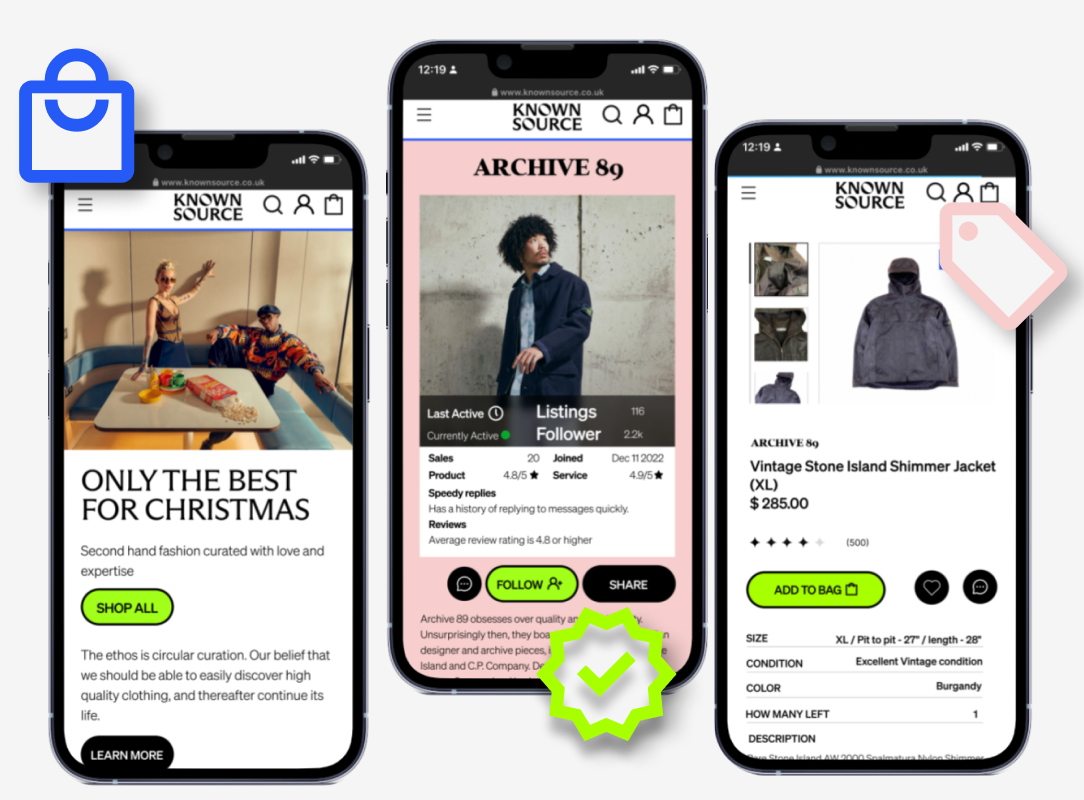 www.knownsource.co.uk
KNOWN
SOURCE
ONLY THE BEST
FOR CHRISTMAS
Second hand fashion curated with love and
expertise
SHOP ALL
The ethos is circular curation. Our belief that
we should be able to easily discover high
quality clothing, and thereafter continue its
life.
LEARN MORE
12:19
www.knownsource.co.uk
KNOWN
SOURCE
ARCHIVE 89
Last Active Listings 116
Currently Active Follower 2.2k
Sales 20 Joined Dec 11 2022
Product 4.8/5 ★ Service 4.9/5 ★
Speedy replies
Has a history of replying to messages quickly.
Reviews
Average review rating is 4.8 or higher
FOLLOW
SHARE
Archive 89 obsesses over quality
Unsurprisingly then, they
designer and archive pieces,
Island and C.P. Company.
12:19
www.knownsource.co.uk
KNOWN
SOURCE
ARCHIVE 89
Vintage Stone Island Shimmer Jacket
(XL)
$ 285.00
(500)
ADD TO BAG
SIZE XL / Pit to pit - 27" / length - 28"
CONDITION Excellent Vintage condition
COLOR Burgandy
HOW MANY LEFT 1
DESCRIPTION
Rare Stone Island AW 2000 Spalmatura Nylon Shimmer